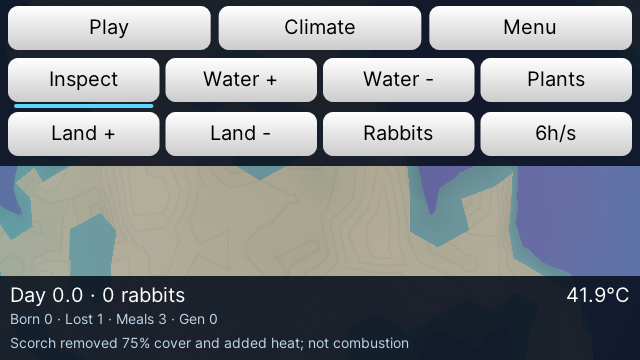 Play Climate Menu
Inspect Water + Water - Plants
Land + Land - Rabbits 6h/s
Day 0.0 · 0 rabbits 41.9°C
Born 0 · Lost 1 · Meals 3 · Gen 0
Scorch removed 75% cover and added heat; not combustion